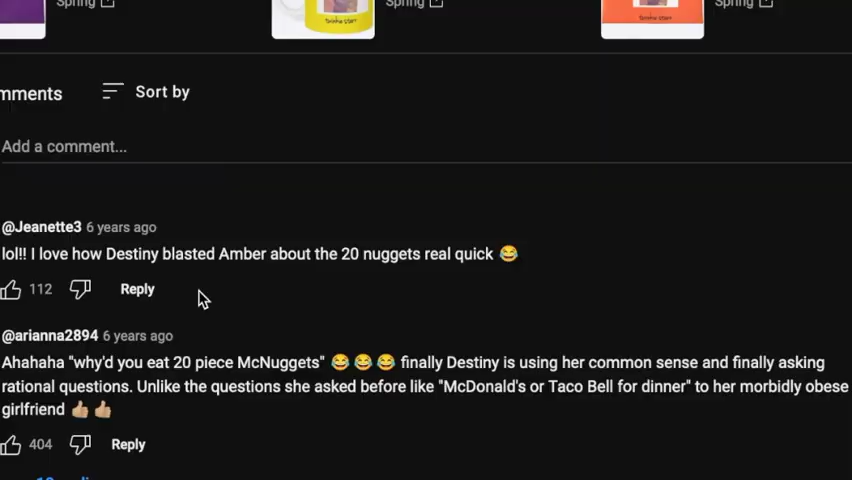 Spring
Spring
Spring
mments
Sort by
Add a comment...
@Jeanette3 6 years ago
lol!! I love how Destiny blasted Amber about the 20 nuggets real quick 😂
112
Reply
@arianna2894 6 years ago
Ahahaha "why'd you eat 20 piece McNuggets" 😂 😂 😂 finally Destiny is using her common sense and finally asking
rational questions. Unlike the questions she asked before like "McDonald's or Taco Bell for dinner" to her morbidly obese
girlfriend 👍🏼 👍🏼
404
Reply